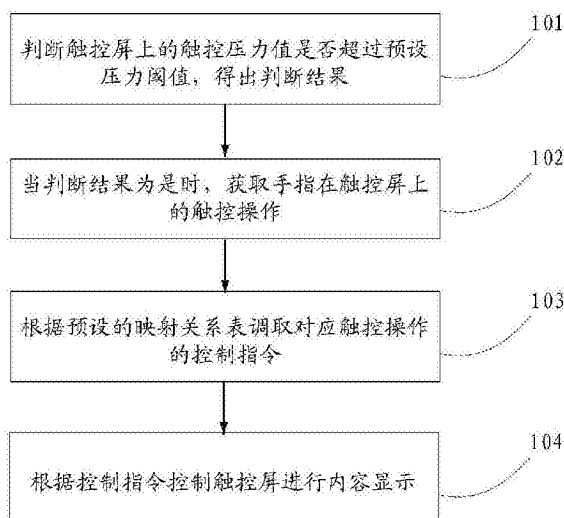 101
判断触控屏上的触控压力值是否超过预设
压力阈值，得出判断结果
102
当判断结果为是时，获取手指在触控屏上
的触控操作
103
根据预设的映射关系表调取对应触控操作
的控制指令
104
根据控制指令控制触控屏进行内容显示